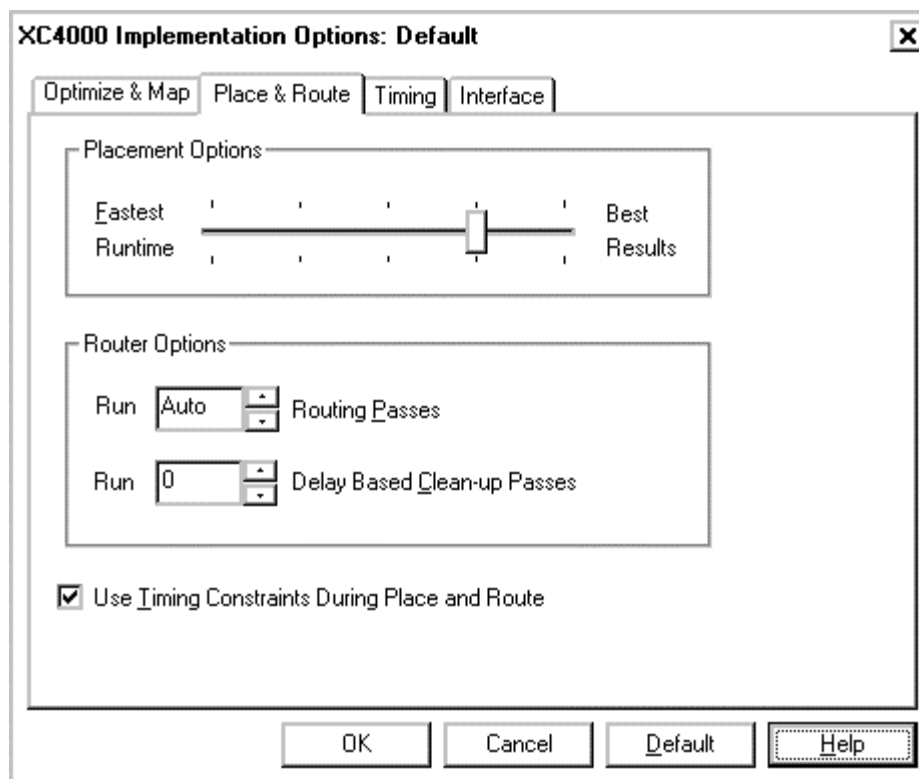 XC4000 Implementation Options: Default
Optimize & Map Place & Route Timing Interface
Placement Options
Fastest Runtime
Best Results
Router Options
Run Auto Routing Passes
Run 0 Delay Based Clean-up Passes
Use Timing Constraints During Place and Route
OK Cancel Default Help